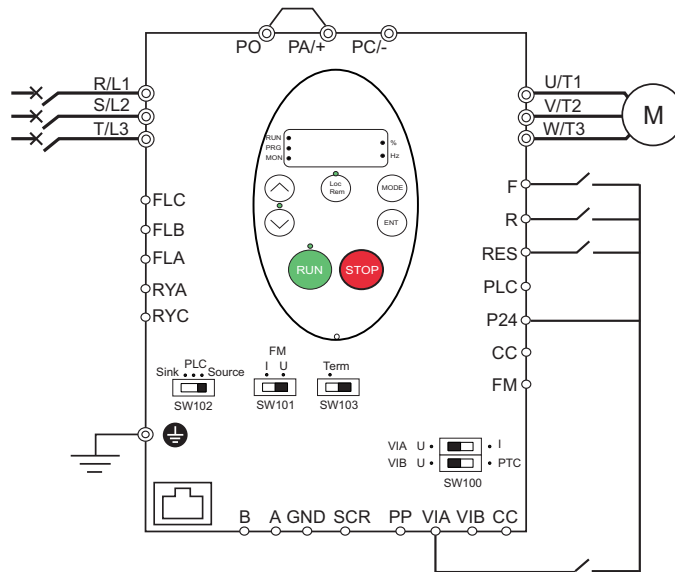 PO PA/+ PC/-
R/L1
S/L2
T/L3
U/T1
V/T2
W/T3
M
RUN
PRG
MON
%
Hz
Loc
Rem
MODE
ENT
RUN
STOP
FLC
FLB
FLA
RYA
RYC
F
R
RES
PLC
P24
CC
FM
PLC
Sink Source
SW102
FM
I U
SW101
Term
SW103
VIA U I
VIB U PTC
SW100
B A GND SCR PP VIA VIB CC